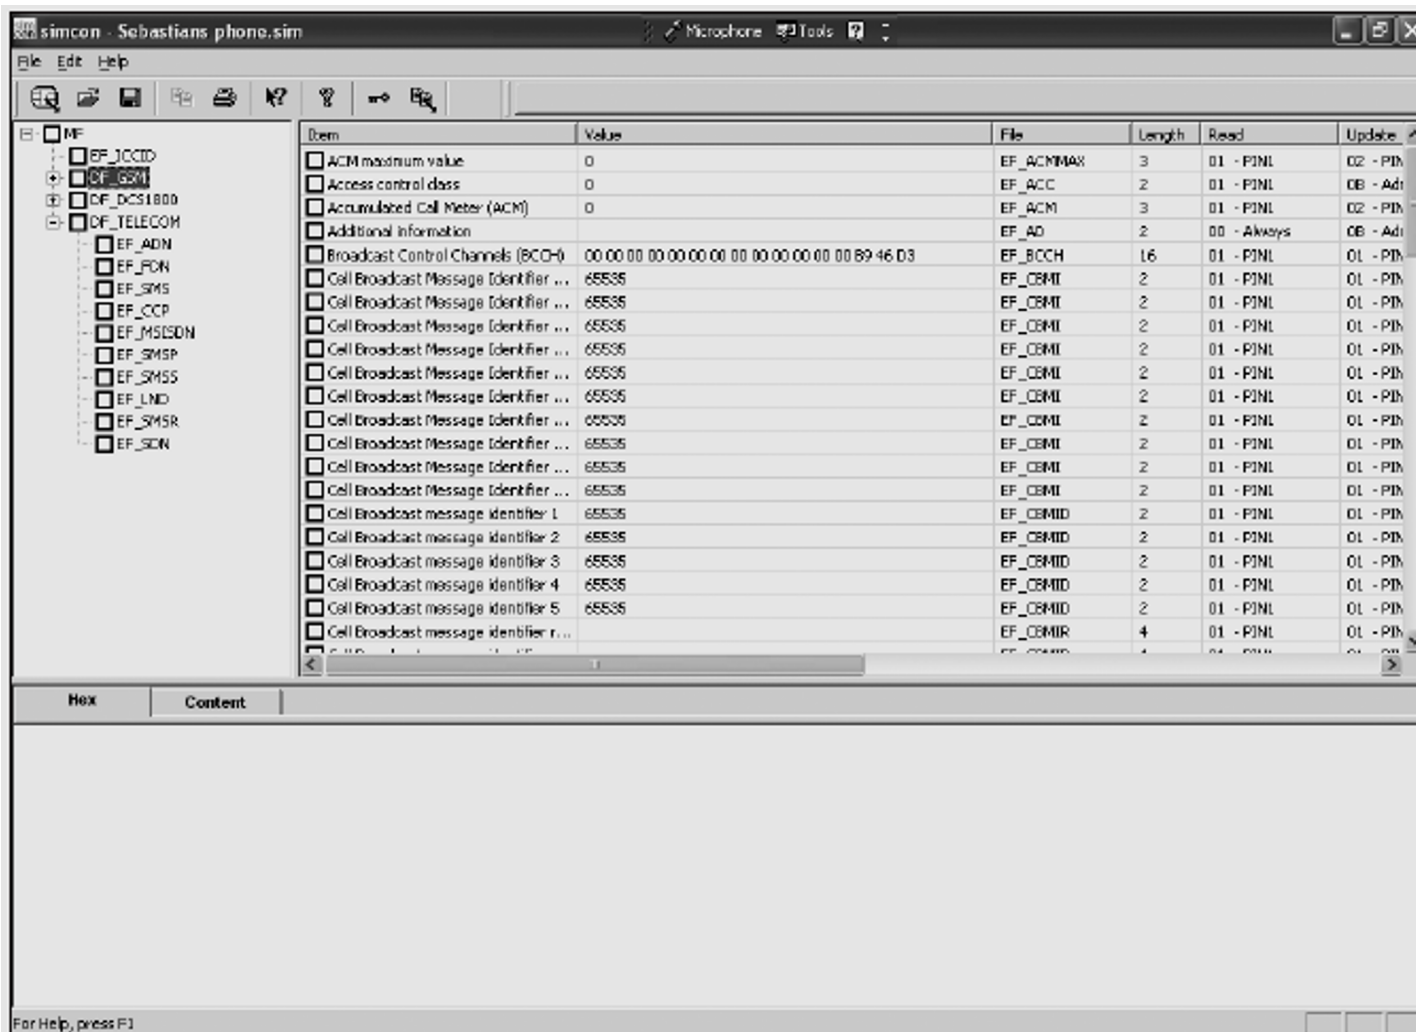 simcon - Sebastians phone.sim Microphone Tools
File Edit Help
MF
EF_ICCID
DF_GSM
DF_DCS1800
DF_TELECOM
EF_ADN
EF_FDN
EF_SMS
EF_CCP
EF_MSISDN
EF_SMSP
EF_SMSS
EF_LND
EF_SMSR
EF_SDN
Item Value File Length Read Update
ACM maximum value 0 EF_ACMMAX 3 01 - PIN1 02 - PIN
Access control class 0 EF_ACC 2 01 - PIN1 0B - Adm
Accumulated Call Meter (ACM) 0 EF_ACM 3 01 - PIN1 02 - PIN
Additional information EF_AD 2 00 - Always 0B - Adm
Broadcast Control Channels (BCCH) 00 00 00 00 00 00 00 00 00 00 00 00 00 B9 46 D3 EF_BCCH 16 01 - PIN1 01 - PIN
Cell Broadcast Message Identifier ... 65535 EF_CBMI 2 01 - PIN1 01 - PIN
Cell Broadcast Message Identifier ... 65535 EF_CBMI 2 01 - PIN1 01 - PIN
Cell Broadcast Message Identifier ... 65535 EF_CBMI 2 01 - PIN1 01 - PIN
Cell Broadcast Message Identifier ... 65535 EF_CBMI 2 01 - PIN1 01 - PIN
Cell Broadcast Message Identifier ... 65535 EF_CBMI 2 01 - PIN1 01 - PIN
Cell Broadcast Message Identifier ... 65535 EF_CBMI 2 01 - PIN1 01 - PIN
Cell Broadcast Message Identifier ... 65535 EF_CBMI 2 01 - PIN1 01 - PIN
Cell Broadcast Message Identifier ... 65535 EF_CBMI 2 01 - PIN1 01 - PIN
Cell Broadcast Message Identifier ... 65535 EF_CBMI 2 01 - PIN1 01 - PIN
Cell Broadcast Message Identifier ... 65535 EF_CBMI 2 01 - PIN1 01 - PIN
Cell Broadcast message identifier 1 65535 EF_CBMID 2 01 - PIN1 01 - PIN
Cell Broadcast message identifier 2 65535 EF_CBMID 2 01 - PIN1 01 - PIN
Cell Broadcast message identifier 3 65535 EF_CBMID 2 01 - PIN1 01 - PIN
Cell Broadcast message identifier 4 65535 EF_CBMID 2 01 - PIN1 01 - PIN
Cell Broadcast message identifier 5 65535 EF_CBMID 2 01 - PIN1 01 - PIN
Cell Broadcast message identifier r... EF_CBMIR 4 01 - PIN1 01 - PIN
Hex Content
For Help, press F1